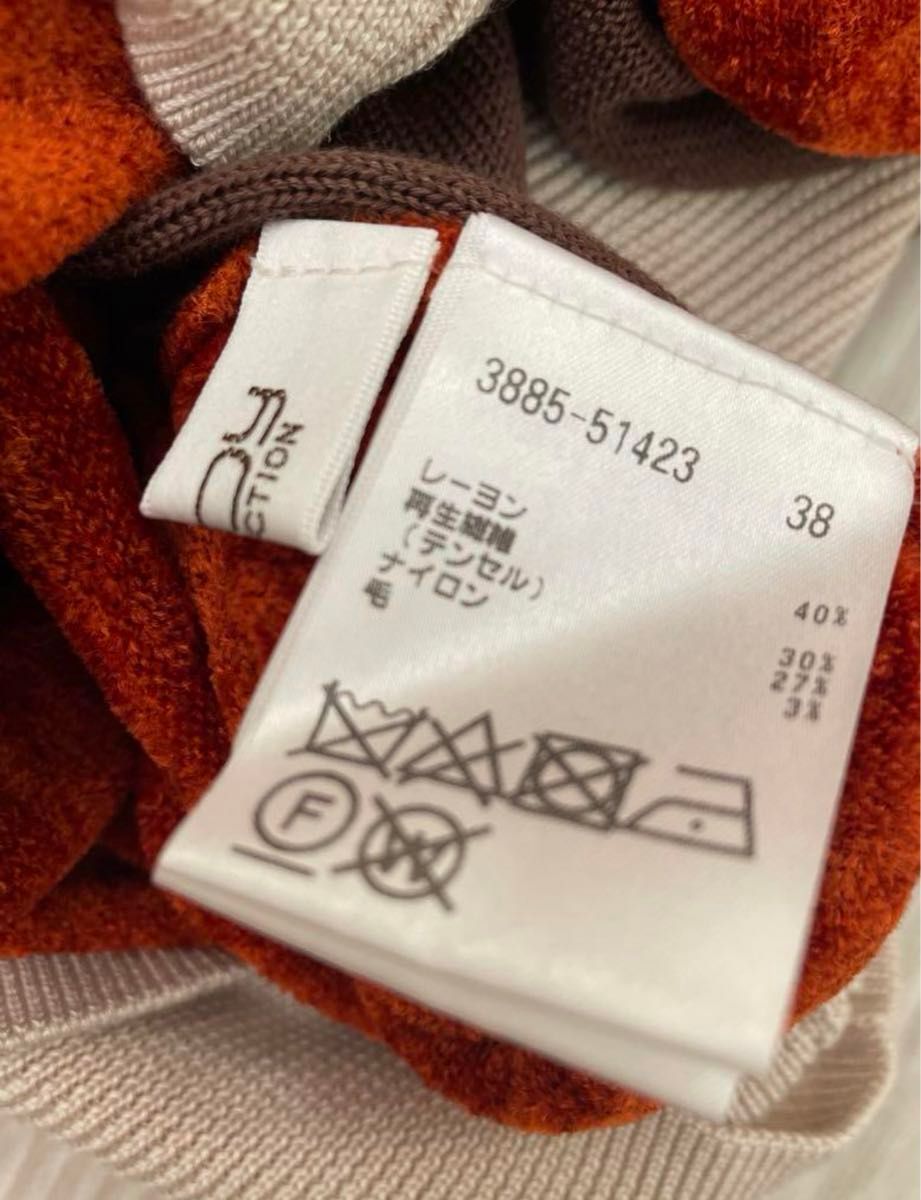 CTION
3885-51423
38
レーヨン 40%
再生繊維
(テンセル) 30%
ナイロン 27%
毛 3%
F
W